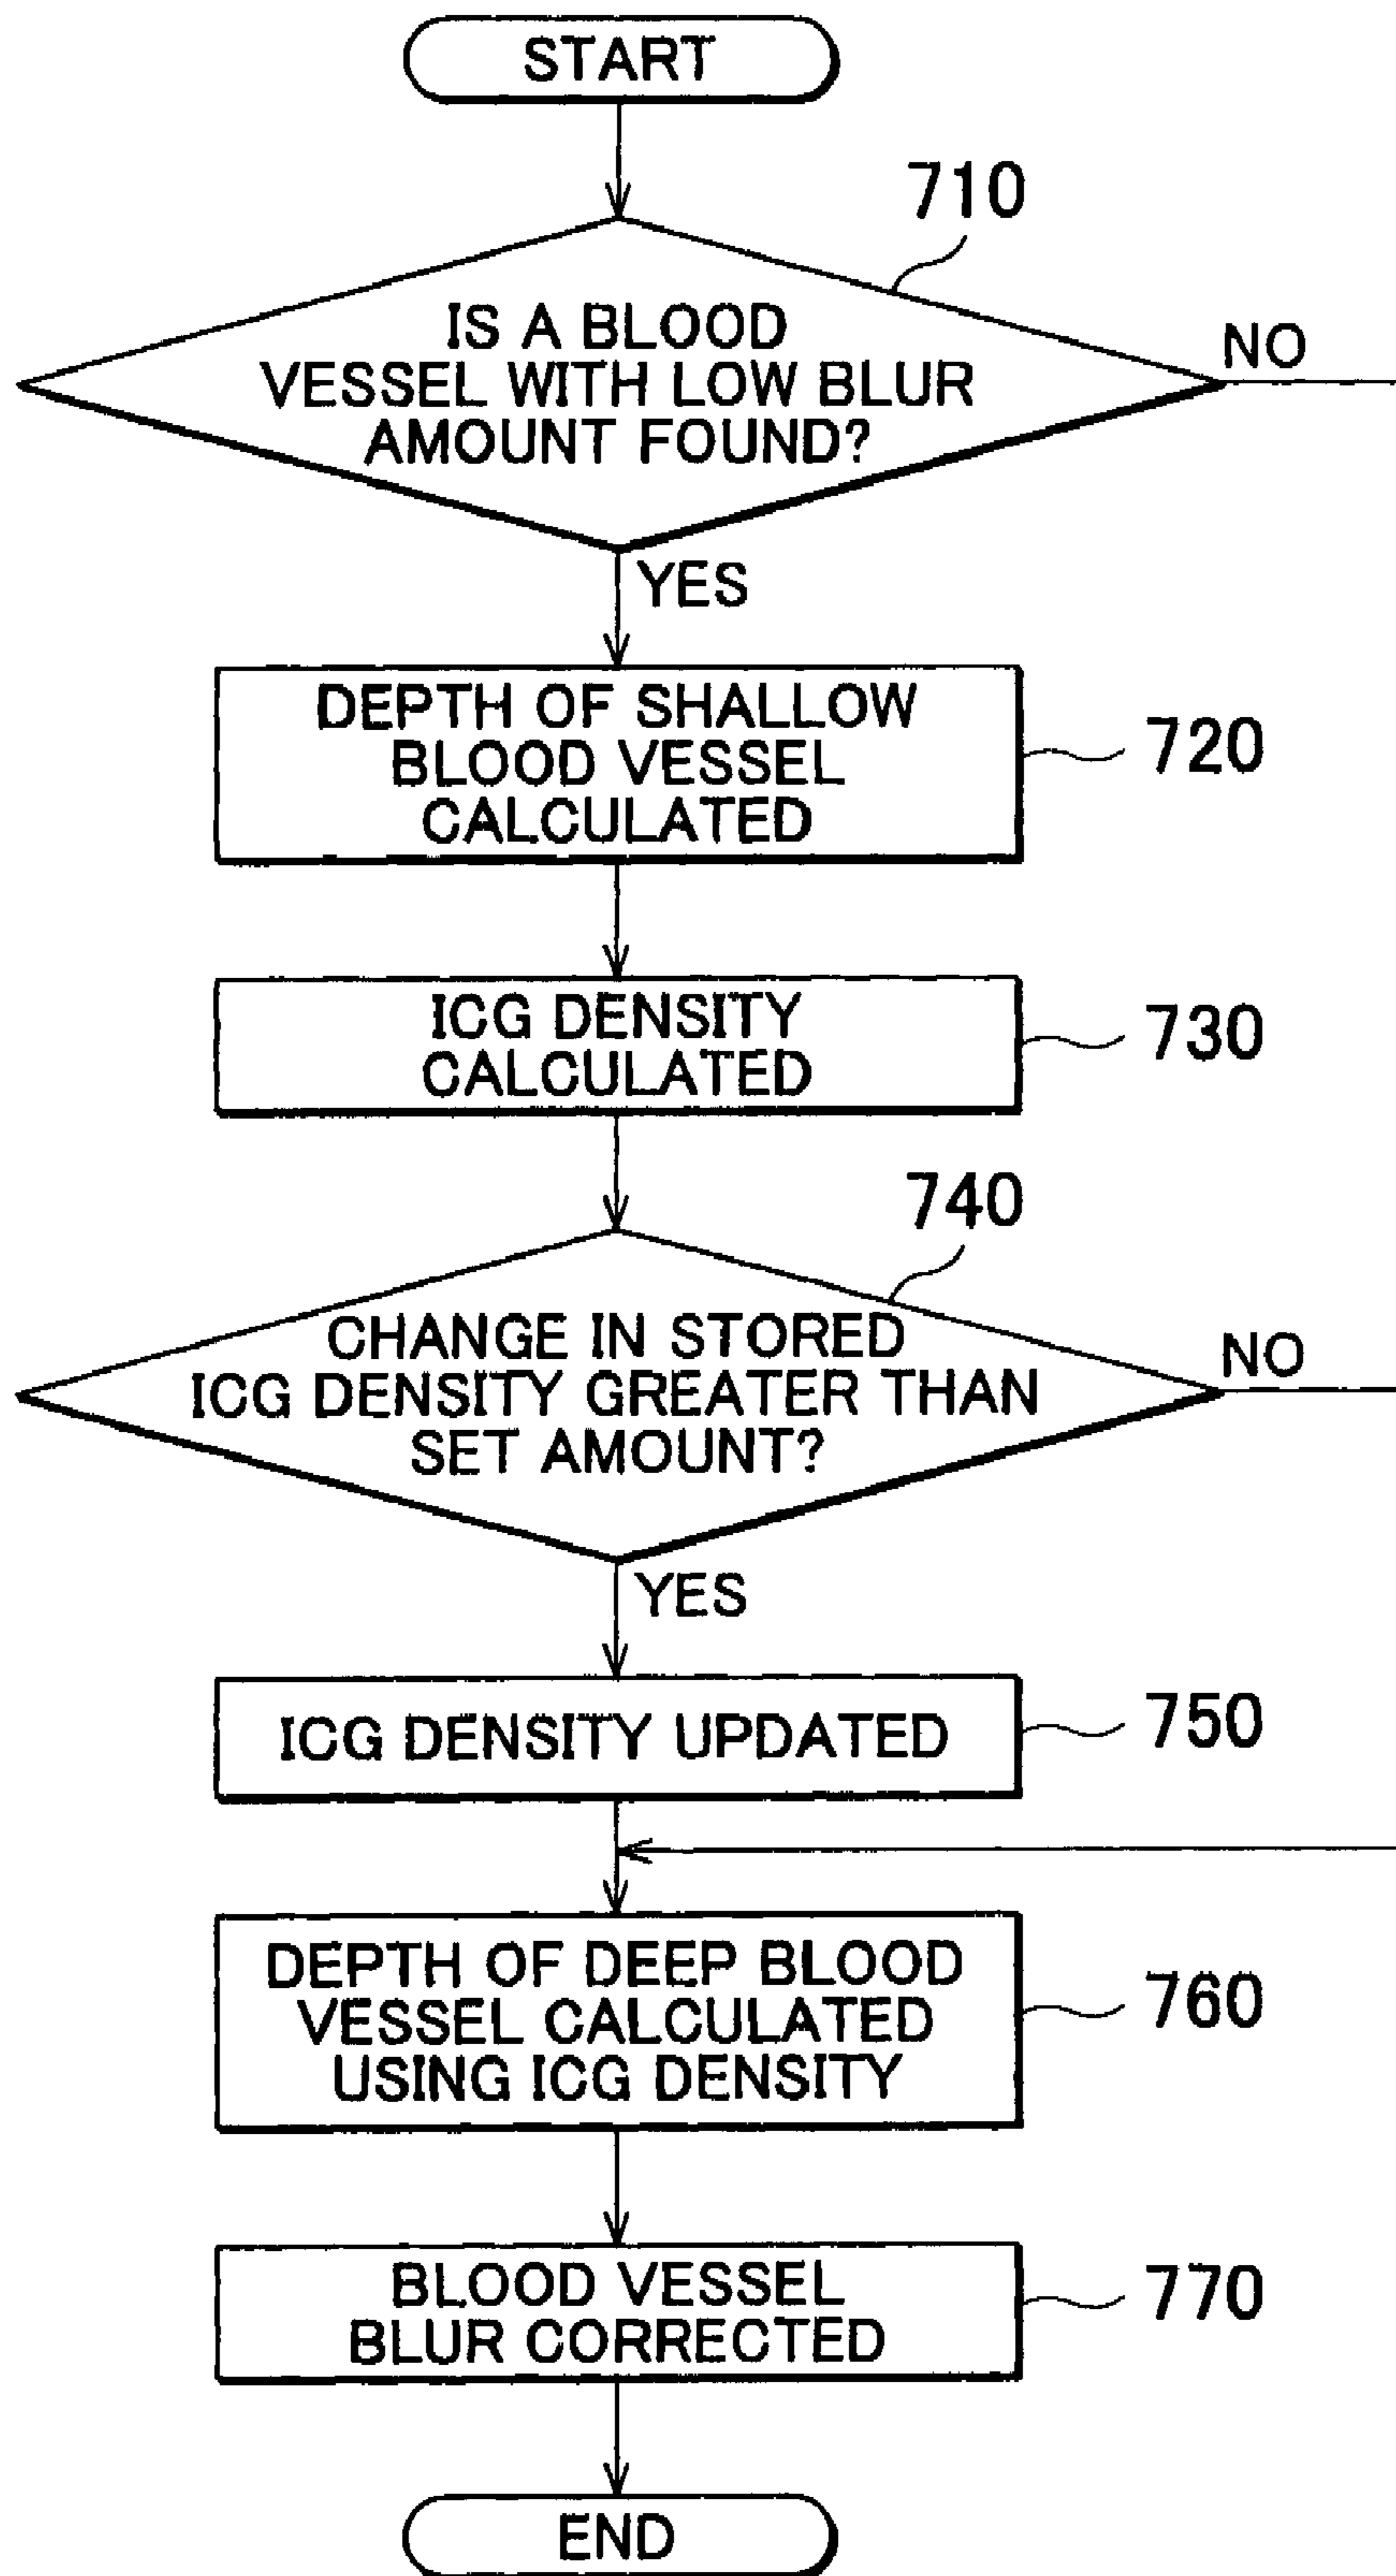 START
710
IS A BLOOD
VESSEL WITH LOW BLUR
AMOUNT FOUND?
NO
YES
DEPTH OF SHALLOW
BLOOD VESSEL
CALCULATED
720
ICG DENSITY
CALCULATED
730
740
CHANGE IN STORED
ICG DENSITY GREATER THAN
SET AMOUNT?
NO
YES
ICG DENSITY UPDATED
750
DEPTH OF DEEP BLOOD
VESSEL CALCULATED
USING ICG DENSITY
760
BLOOD VESSEL
BLUR CORRECTED
770
END